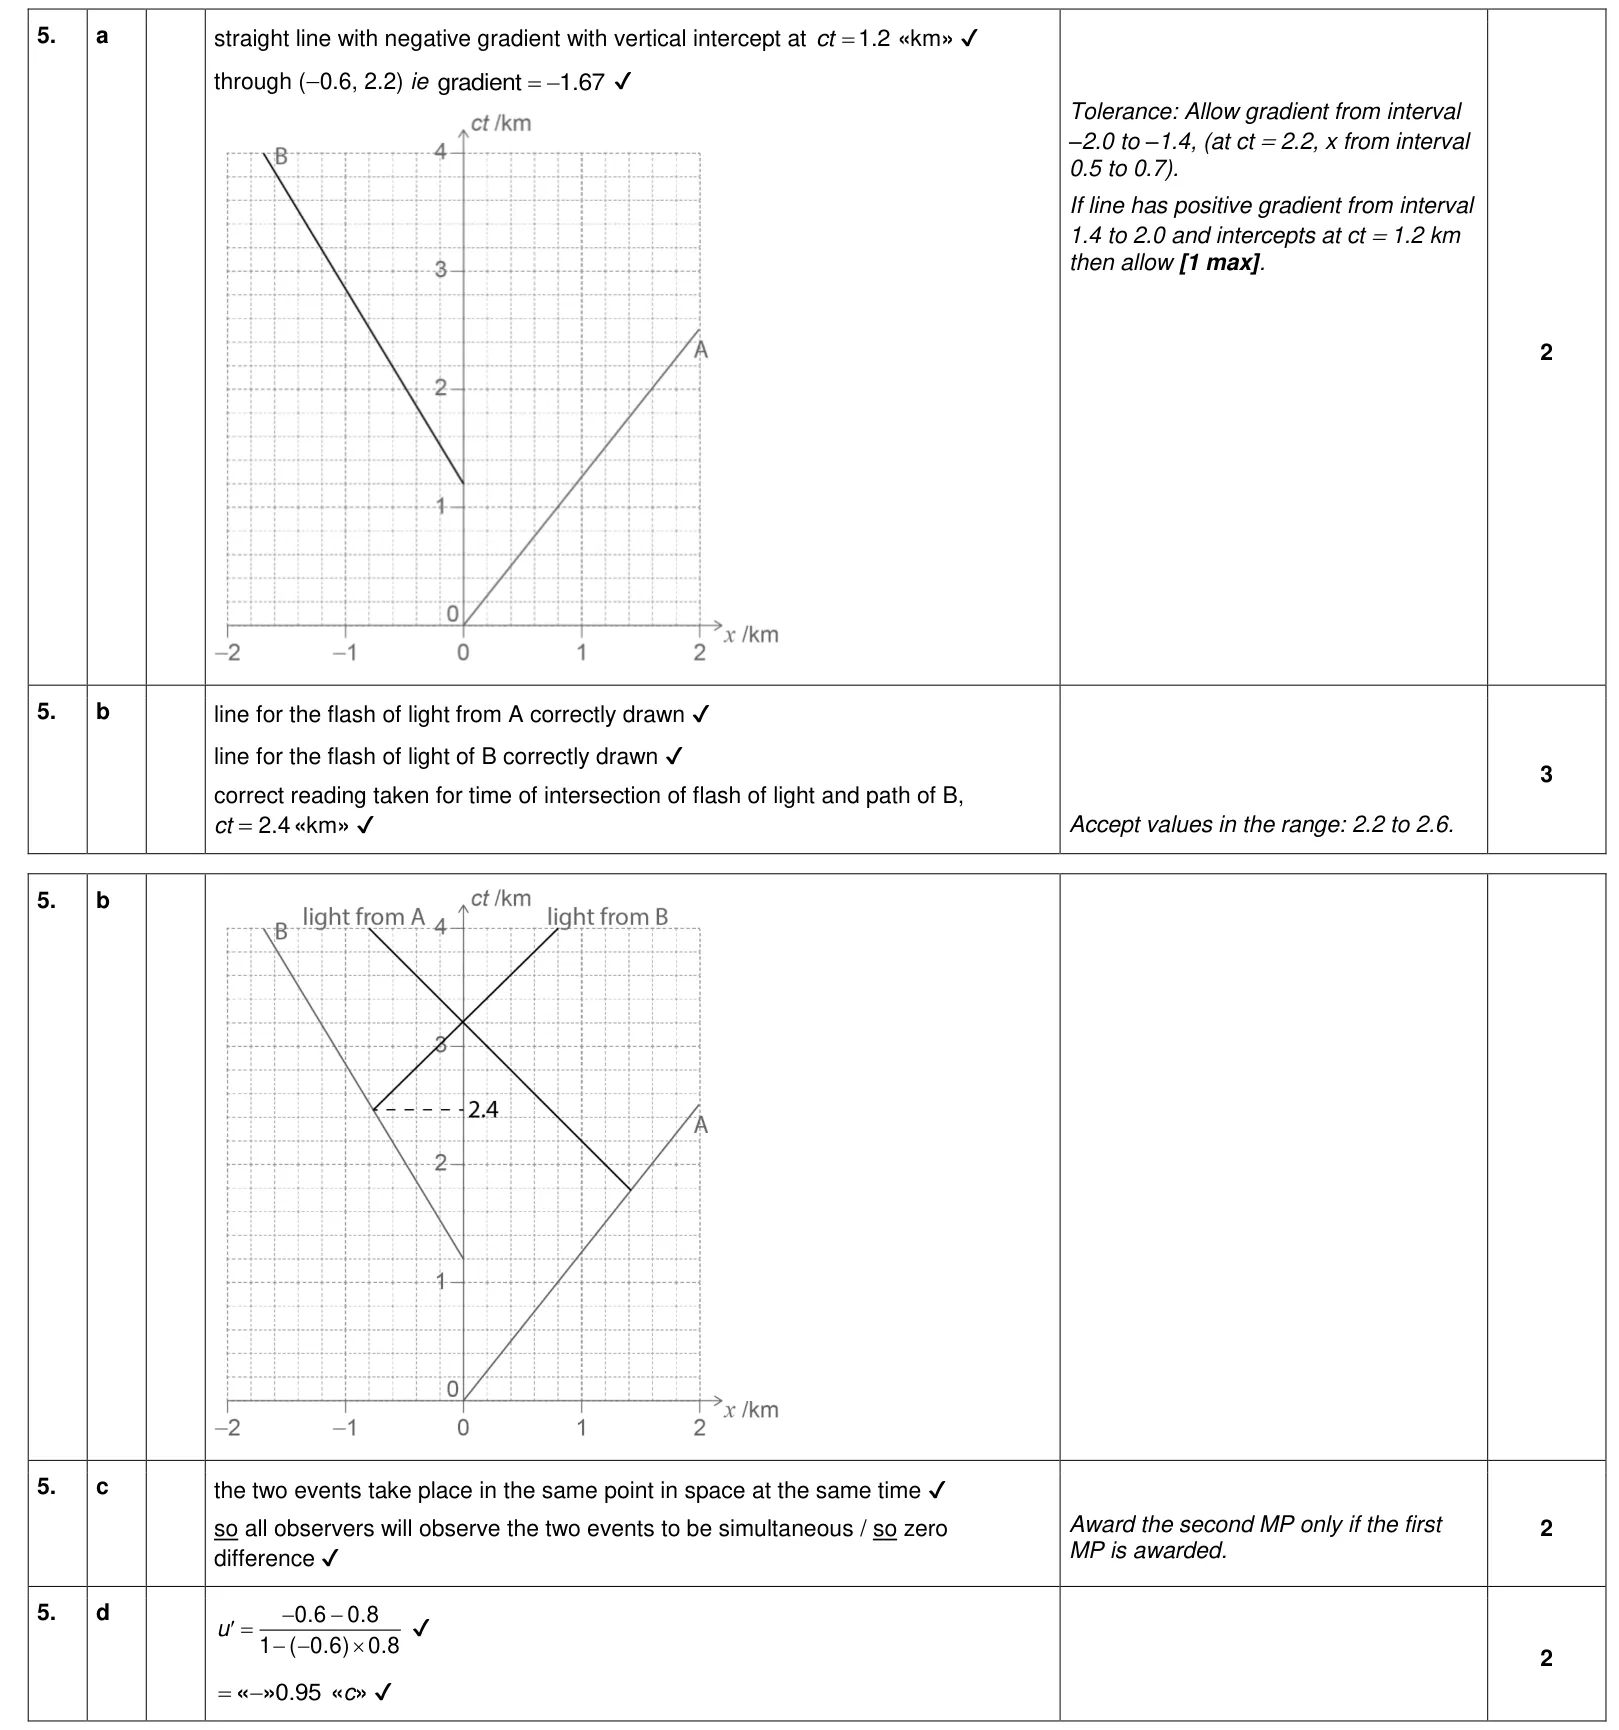 5. a straight line with negative gradient with vertical intercept at ct = 1.2 «km» ✓
through (–0.6, 2.2) ie gradient = –1.67 ✓
ct /km
B
4
3
2
1
0
A
–2 –1 0 1 2
x /km
Tolerance: Allow gradient from interval
–2.0 to –1.4, (at ct = 2.2, x from interval
0.5 to 0.7).
If line has positive gradient from interval
1.4 to 2.0 and intercepts at ct = 1.2 km
then allow [1 max].
2
5. b line for the flash of light from A correctly drawn ✓
line for the flash of light of B correctly drawn ✓
correct reading taken for time of intersection of flash of light and path of B,
ct = 2.4 «km» ✓
Accept values in the range: 2.2 to 2.6.
3
5. b
ct /km
B light from A 4 light from B
3
2.4
A
2
1
0
x /km
–2 –1 0 1 2
5. c the two events take place in the same point in space at the same time ✓
so all observers will observe the two events to be simultaneous / so zero
difference ✓
Award the second MP only if the first
MP is awarded.
2
5. d u′ = (–0.6 – 0.8) / (1 – (–0.6) × 0.8) ✓
= «–»0.95 «c» ✓
2